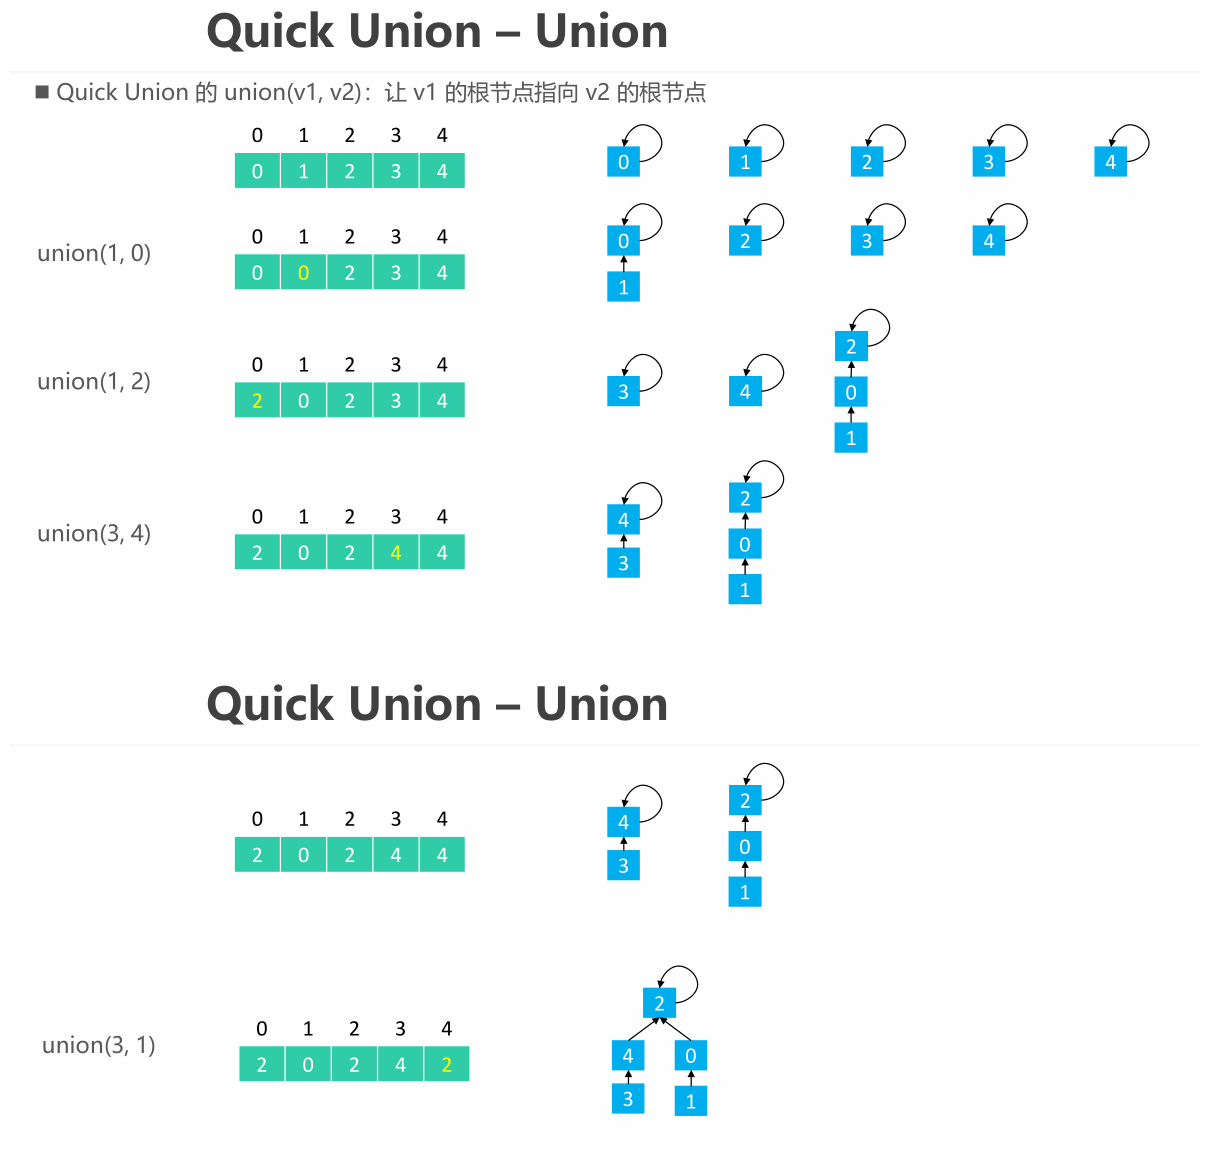 Quick Union – Union
■ Quick Union 的 union(v1, v2)：让 v1 的根节点指向 v2 的根节点
0 1 2 3 4
0 1 2 3 4
0 1 2 3 4
union(1, 0)
0 1 2 3 4
0 0 2 3 4
0 2 3 4
1
union(1, 2)
0 1 2 3 4
2 0 2 3 4
3 4
2
0
1
union(3, 4)
0 1 2 3 4
2 0 2 4 4
4
3
2
0
1
Quick Union – Union
0 1 2 3 4
2 0 2 4 4
4
3
2
0
1
union(3, 1)
0 1 2 3 4
2 0 2 4 2
2
4 0
3 1